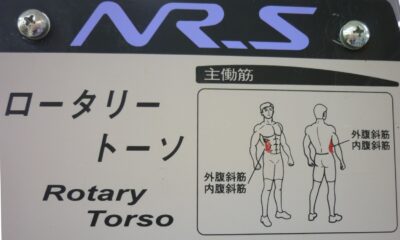 NR.S
主働筋
ロータリー
トーソ
Rotary
Torso
外腹斜筋
内腹斜筋
外腹斜筋
内腹斜筋